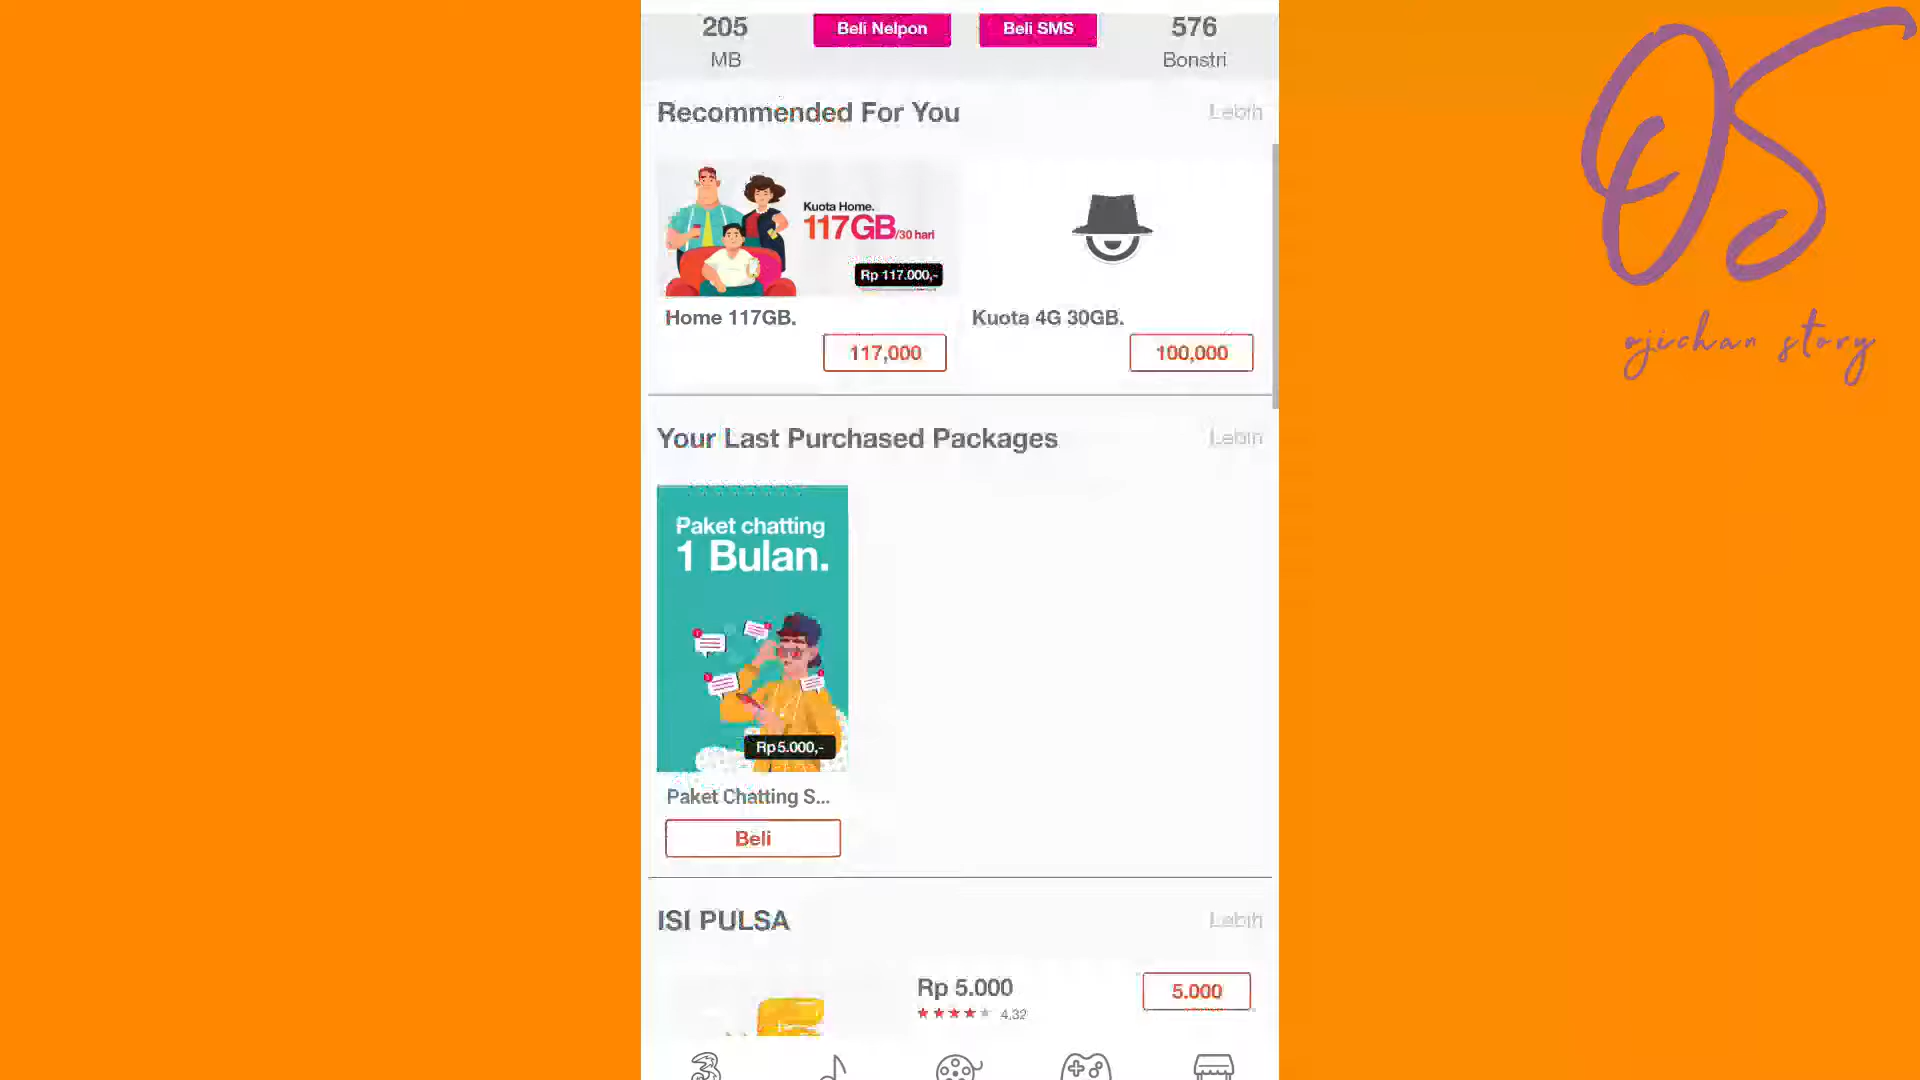 205
Beli Nelpon
Beli SMS
576
MB
Bonstri
Recommended For You
Lebih
Kuota Home.
117GB/30 hari
Rp 117.000,-
Home 117GB.
117,000
Kuota 4G 30GB.
100,000
Your Last Purchased Packages
Lebih
Paket chatting
1 Bulan.
Rp5.000,-
Paket Chatting S...
Beli
ISI PULSA
Lebih
Rp 5.000
4,32
5.000
OS
ojichan story